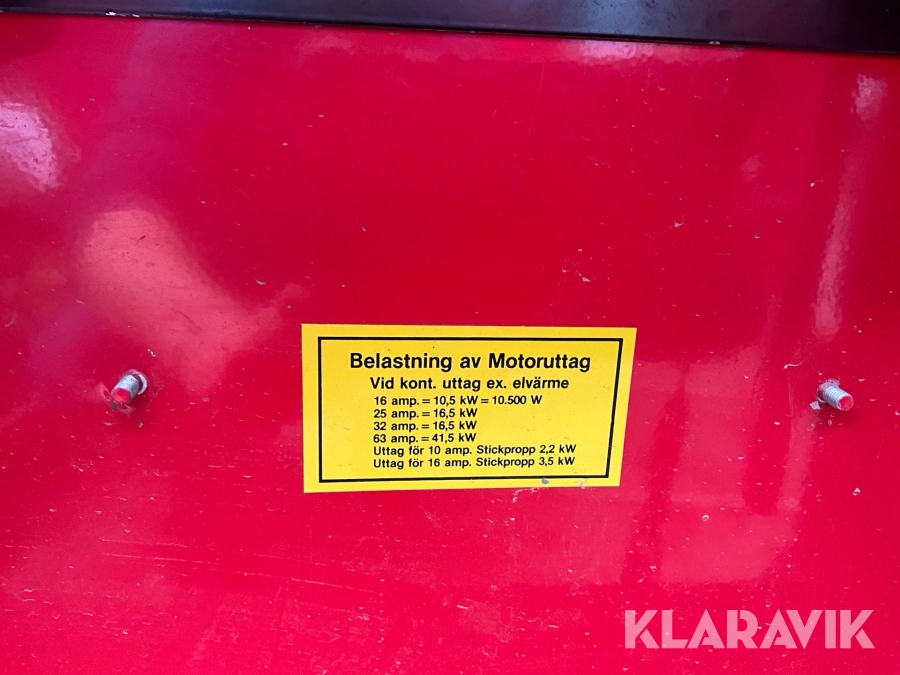 Belastning av Motoruttag
Vid kont. uttag ex. elvärme
16 amp. = 10,5 kW = 10.500 W
25 amp. = 16,5 kW
32 amp. = 16,5 kW
63 amp. = 41,5 kW
Uttag för 10 amp. Stickpropp 2,2 kW
Uttag för 16 amp. Stickpropp 3,5 kW
KLARAVIK